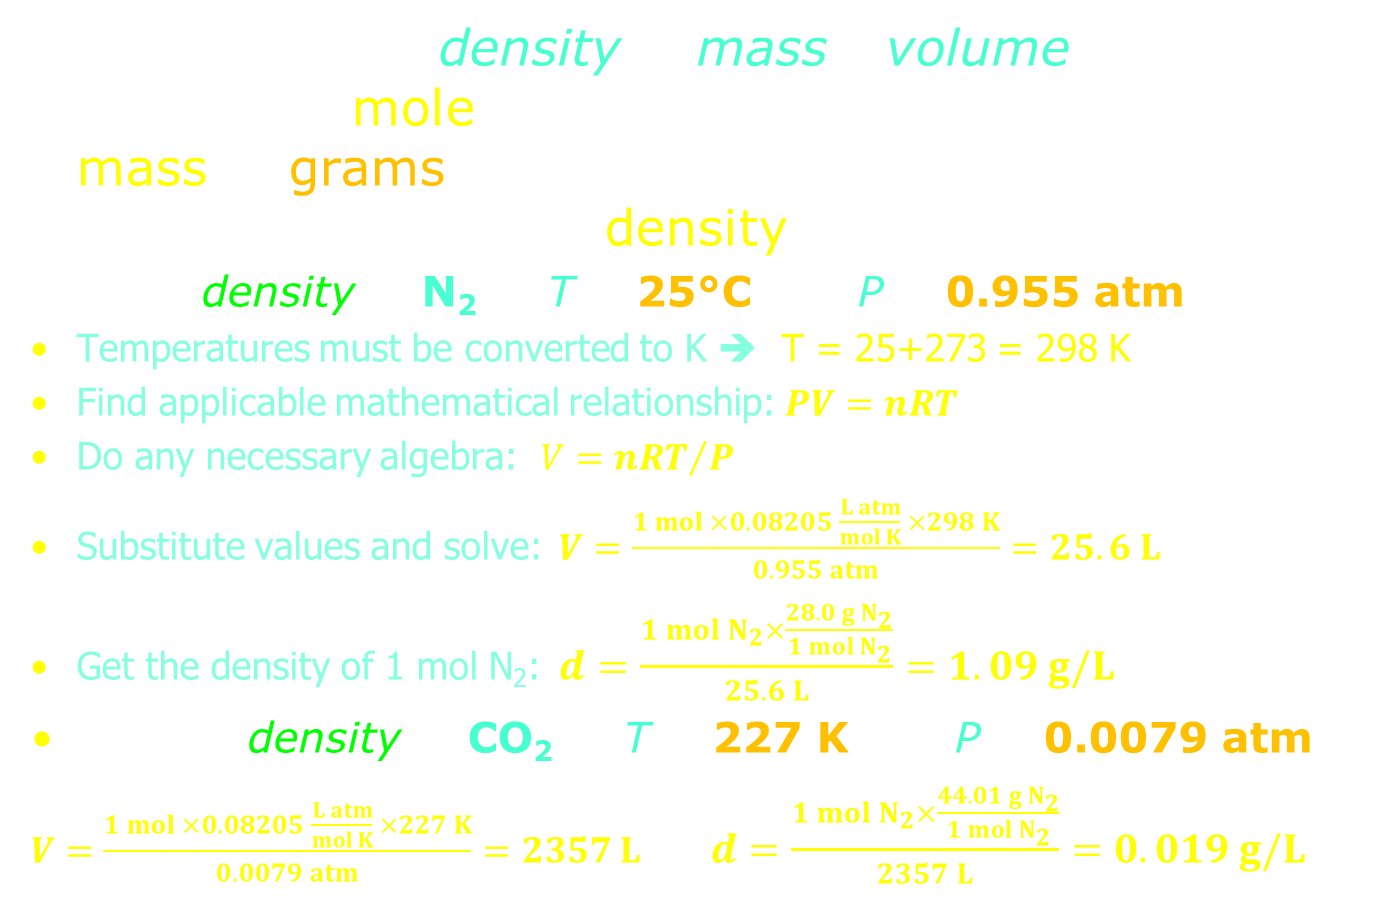 density mass volume
mole
mass grams
density
density N₂ T 25°C P 0.955 atm
• Temperatures must be converted to K ➔ T = 25+273 = 298 K
• Find applicable mathematical relationship: PV = nRT
• Do any necessary algebra: V = nRT/P
• Substitute values and solve: V = (1 mol ×0.08205 (L atm / mol K) ×298 K) / (0.955 atm) = 25.6 L
• Get the density of 1 mol N₂: d = (1 mol N₂×(28.0 g N₂ / 1 mol N₂)) / (25.6 L) = 1.09 g/L
• density CO₂ T 227 K P 0.0079 atm
V = (1 mol ×0.08205 (L atm / mol K) ×227 K) / (0.0079 atm) = 2357 L d = (1 mol N₂×(44.01 g N₂ / 1 mol N₂)) / (2357 L) = 0.019 g/L